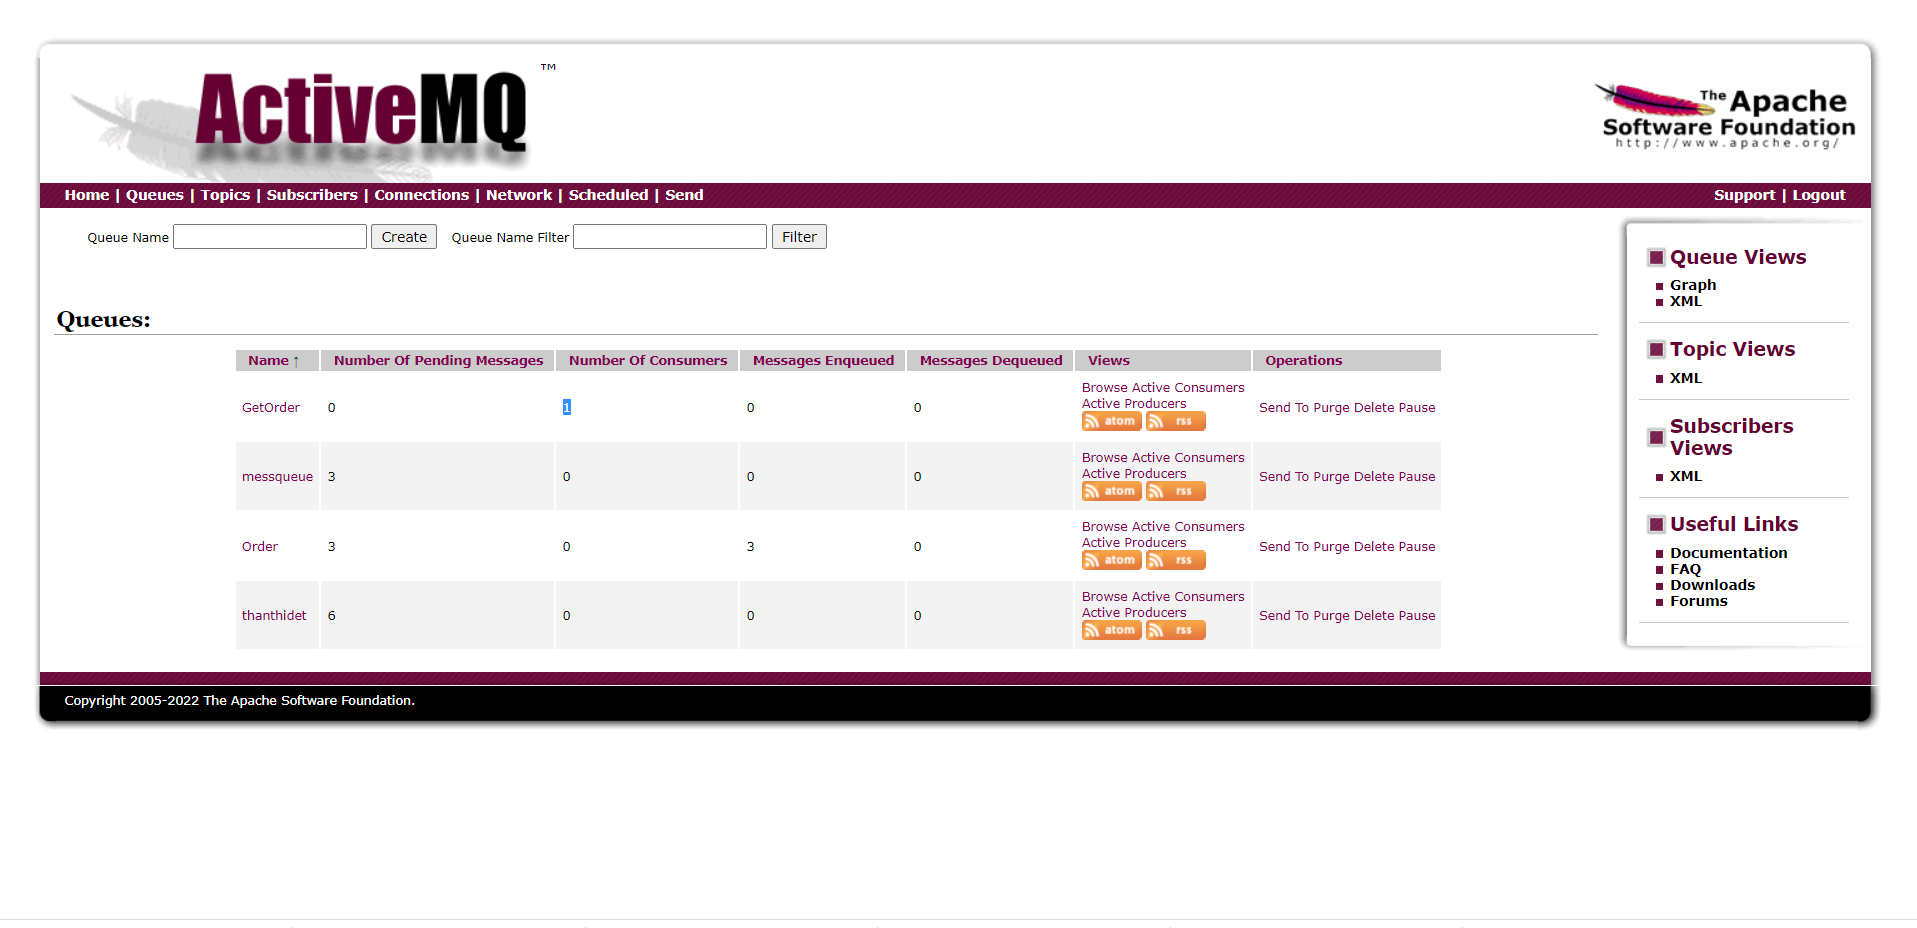 ActiveMQ ™
The Apache
Software Foundation
http://www.apache.org/
Home | Queues | Topics | Subscribers | Connections | Network | Scheduled | Send
Support | Logout
Queue Name Create Queue Name Filter Filter
Queues:
Name ↑ Number Of Pending Messages Number Of Consumers Messages Enqueued Messages Dequeued Views Operations
GetOrder 0 1 0 0 Browse Active Consumers
Active Producers
atom rss
Send To Purge Delete Pause
messqueue 3 0 0 0 Browse Active Consumers
Active Producers
atom rss
Send To Purge Delete Pause
Order 3 0 3 0 Browse Active Consumers
Active Producers
atom rss
Send To Purge Delete Pause
thanthidet 6 0 0 0 Browse Active Consumers
Active Producers
atom rss
Send To Purge Delete Pause
Queue Views
Graph
XML
Topic Views
XML
Subscribers
Views
XML
Useful Links
Documentation
FAQ
Downloads
Forums
Copyright 2005-2022 The Apache Software Foundation.